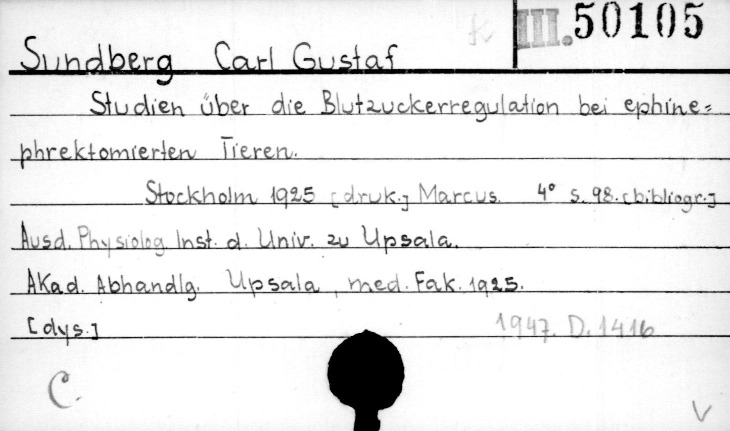 III. 50105
Sundberg Carl Gustaf
Studien über die Blutzuckerregulation bei ephine=
phrektomierten Tieren.
Stockholm 1925 [druk.] Marcus. 4° s. 98. [bibliogr.]
Ausd. Physiolog Inst. d. Univ. zu Upsala.
Akad. Abhandlg. Upsala, med. Fak. 1925.
[dys.]
1947. D. 1416
C.
V